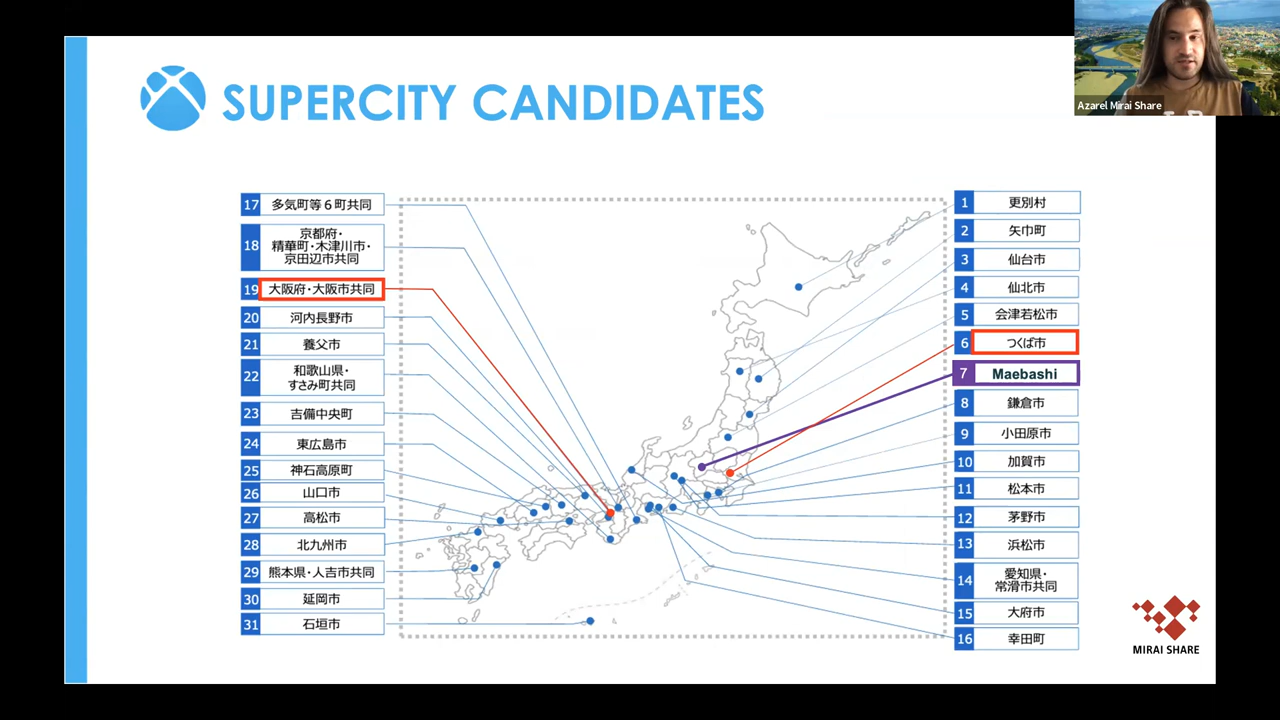 Azarel Mirai Share
SUPERCITY CANDIDATES
17 多気町等6町共同
18 京都府・
精華町・木津川市・
京田辺市共同
19 大阪府・大阪市共同
20 河内長野市
21 養父市
22 和歌山県・
すさみ町共同
23 吉備中央町
24 東広島市
25 神石高原町
26 山口市
27 高松市
28 北九州市
29 熊本県・人吉市共同
30 延岡市
31 石垣市
1 更別村
2 矢巾町
3 仙台市
4 仙北市
5 会津若松市
6 つくば市
7 Maebashi
8 鎌倉市
9 小田原市
10 加賀市
11 松本市
12 茅野市
13 浜松市
14 愛知県・
常滑市共同
15 大府市
16 幸田町
MIRAI SHARE